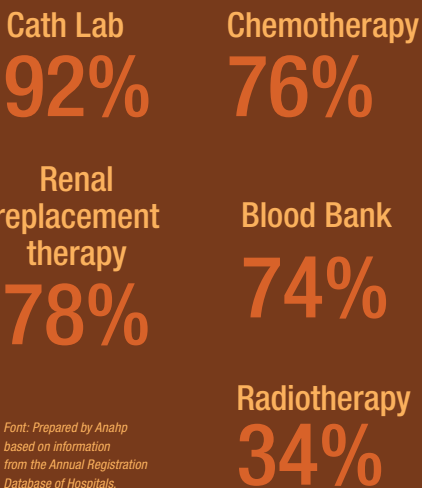 Cath Lab
92%
Chemotherapy
76%
Renal
replacement
therapy
78%
Blood Bank
74%
Radiotherapy
34%
Font: Prepared by Anahp
based on information
from the Annual Registration
Database of Hospitals.